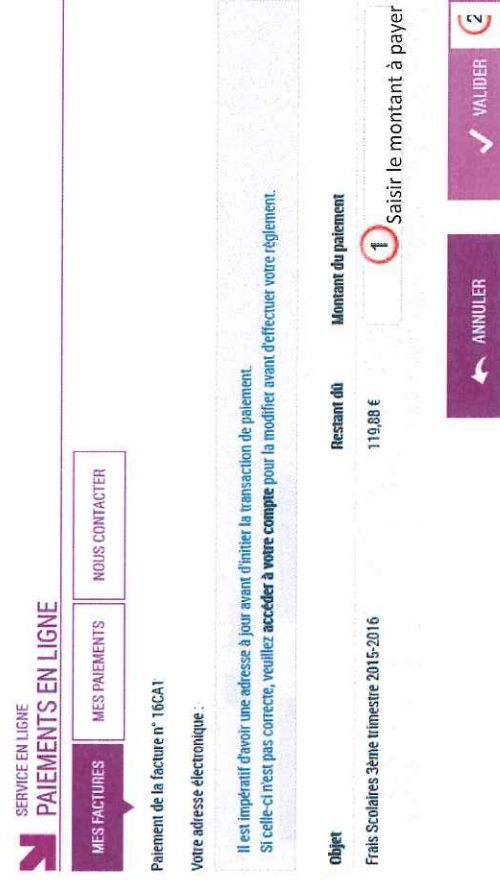 SERVICE EN LIGNE
PAIEMENTS EN LIGNE
MES FACTURES
MES PAIEMENTS
NOUS CONTACTER
Paiement de la facture n° 16CA1
Votre adresse électronique :
Il est impératif d'avoir une adresse à jour avant d'initier la transaction de paiement.
Si celle-ci n'est pas correcte, veuillez accéder à votre compte pour la modifier avant d'effectuer votre règlement.
Objet Restant dû Montant du paiement
Frais Scolaires 3ème trimestre 2015-2016 119,88 € 1 Saisir le montant à payer
ANNULER
VALIDER 2